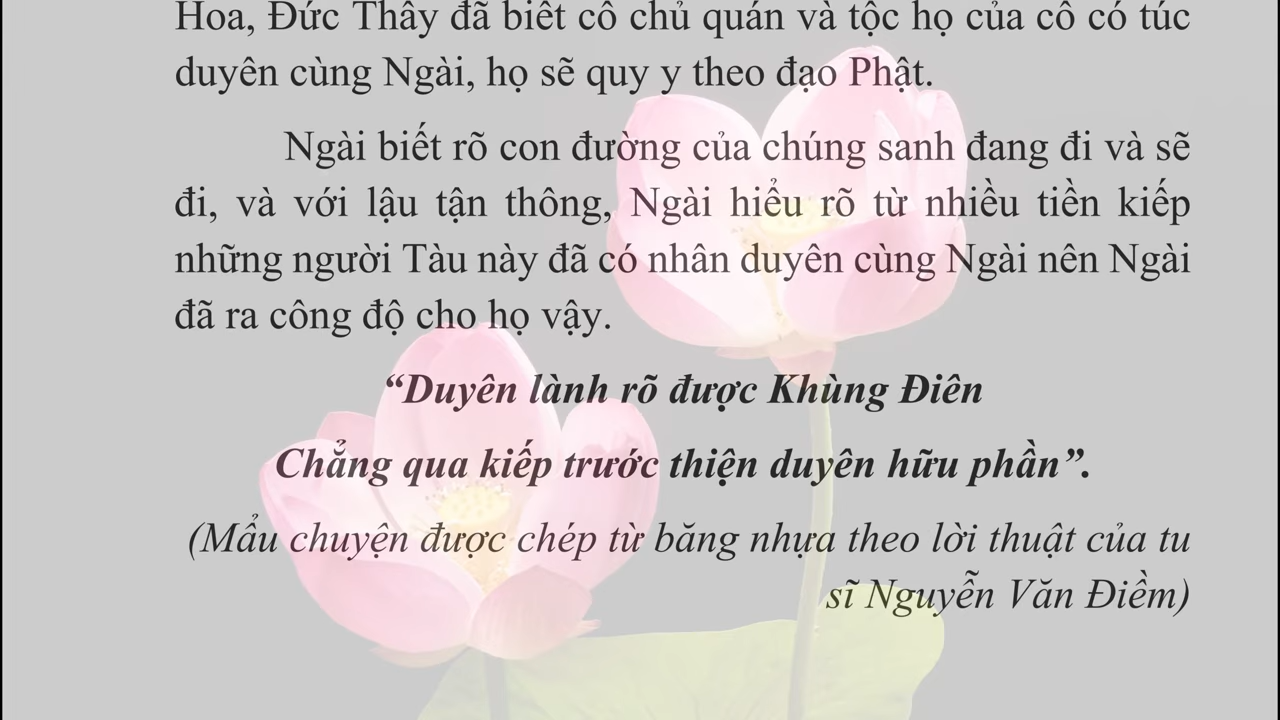 Hoa, Đức Thầy đã biết cô chủ quán và tộc họ của cô có túc
duyên cùng Ngài, họ sẽ quy y theo đạo Phật.
Ngài biết rõ con đường của chúng sanh đang đi và sẽ
đi, và với lậu tận thông, Ngài hiểu rõ từ nhiều tiền kiếp
những người Tàu này đã có nhân duyên cùng Ngài nên Ngài
đã ra công độ cho họ vậy.
“Duyên lành rõ được Khùng Điên
Chẳng qua kiếp trước thiện duyên hữu phần”.
(Mẩu chuyện được chép từ băng nhựa theo lời thuật của tu
sĩ Nguyễn Văn Điềm)